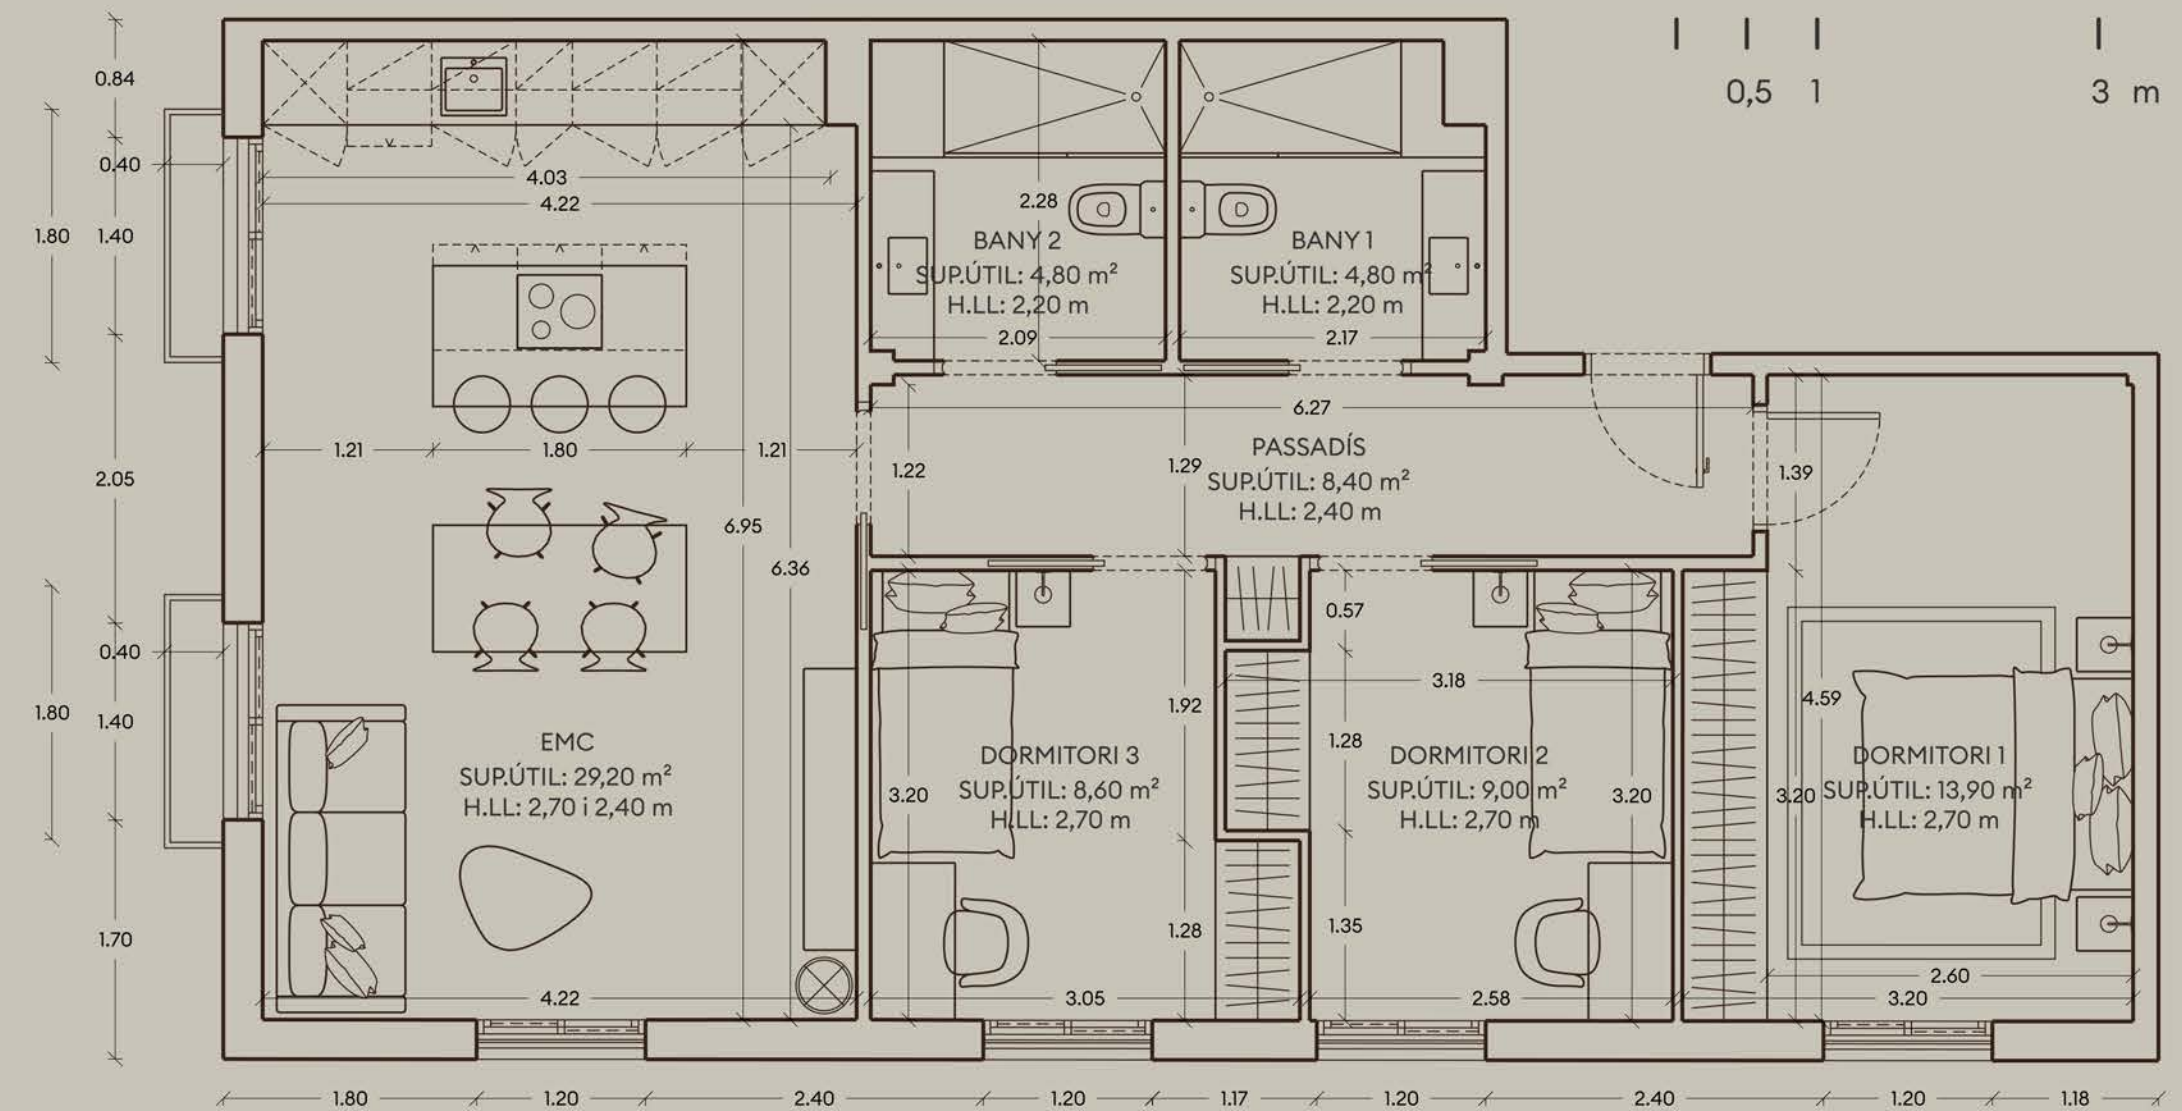 0,5 1 3 m
0.84
0.40
1.80 1.40
2.05
0.40
1.80 1.40
1.70
4.03
4.22
1.21 1.80 1.21
6.95
6.36
EMC
SUP.ÚTIL: 29,20 m²
H.LL: 2,70 i 2,40 m
4.22
2.28
BANY 2
SUP.ÚTIL: 4,80 m²
H.LL: 2,20 m
2.09
BANY 1
SUP.ÚTIL: 4,80 m²
H.LL: 2,20 m
2.17
6.27
PASSADÍS
SUP.ÚTIL: 8,40 m²
H.LL: 2,40 m
1.22
1.29
1.39
DORMITORI 3
SUP.ÚTIL: 8,60 m²
H.LL: 2,70 m
3.20
1.92
1.28
3.05
0.57
3.18
1.28
DORMITORI 2
SUP.ÚTIL: 9,00 m²
H.LL: 2,70 m
3.20
1.35
2.58
4.59
DORMITORI 1
3.20
SUP.ÚTIL: 13,90 m²
H.LL: 2,70 m
2.60
3.20
1.80 1.20 2.40 1.20 1.17 1.20 2.40 1.20 1.18